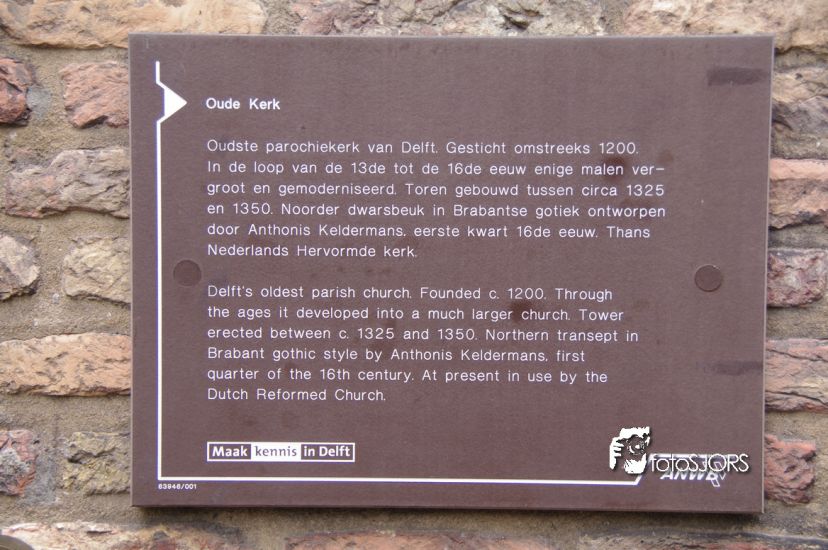 Oude Kerk
Oudste parochiekerk van Delft. Gesticht omstreeks 1200.
In de loop van de 13de tot de 16de eeuw enige malen ver-
groot en gemoderniseerd. Toren gebouwd tussen circa 1325
en 1350. Noorder dwarsbeuk in Brabantse gotiek ontworpen
door Anthonis Keldermans, eerste kwart 16de eeuw. Thans
Nederlands Hervormde kerk.
Delft's oldest parish church. Founded c. 1200. Through
the ages it developed into a much larger church. Tower
erected between c. 1325 and 1350. Northern transept in
Brabant gothic style by Anthonis Keldermans, first
quarter of the 16th century. At present in use by the
Dutch Reformed Church.
Maak kennis in Delft
63946/001
fotosjors
ANWB